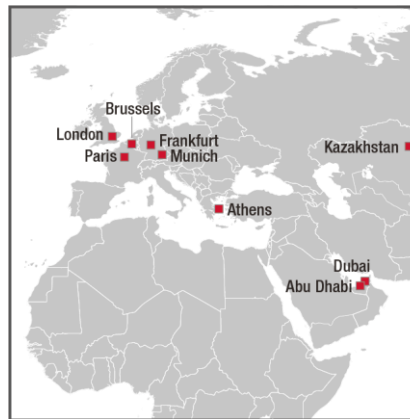 Brussels
London
Frankfurt
Paris
Munich
Kazakhstan
Athens
Dubai
Abu Dhabi